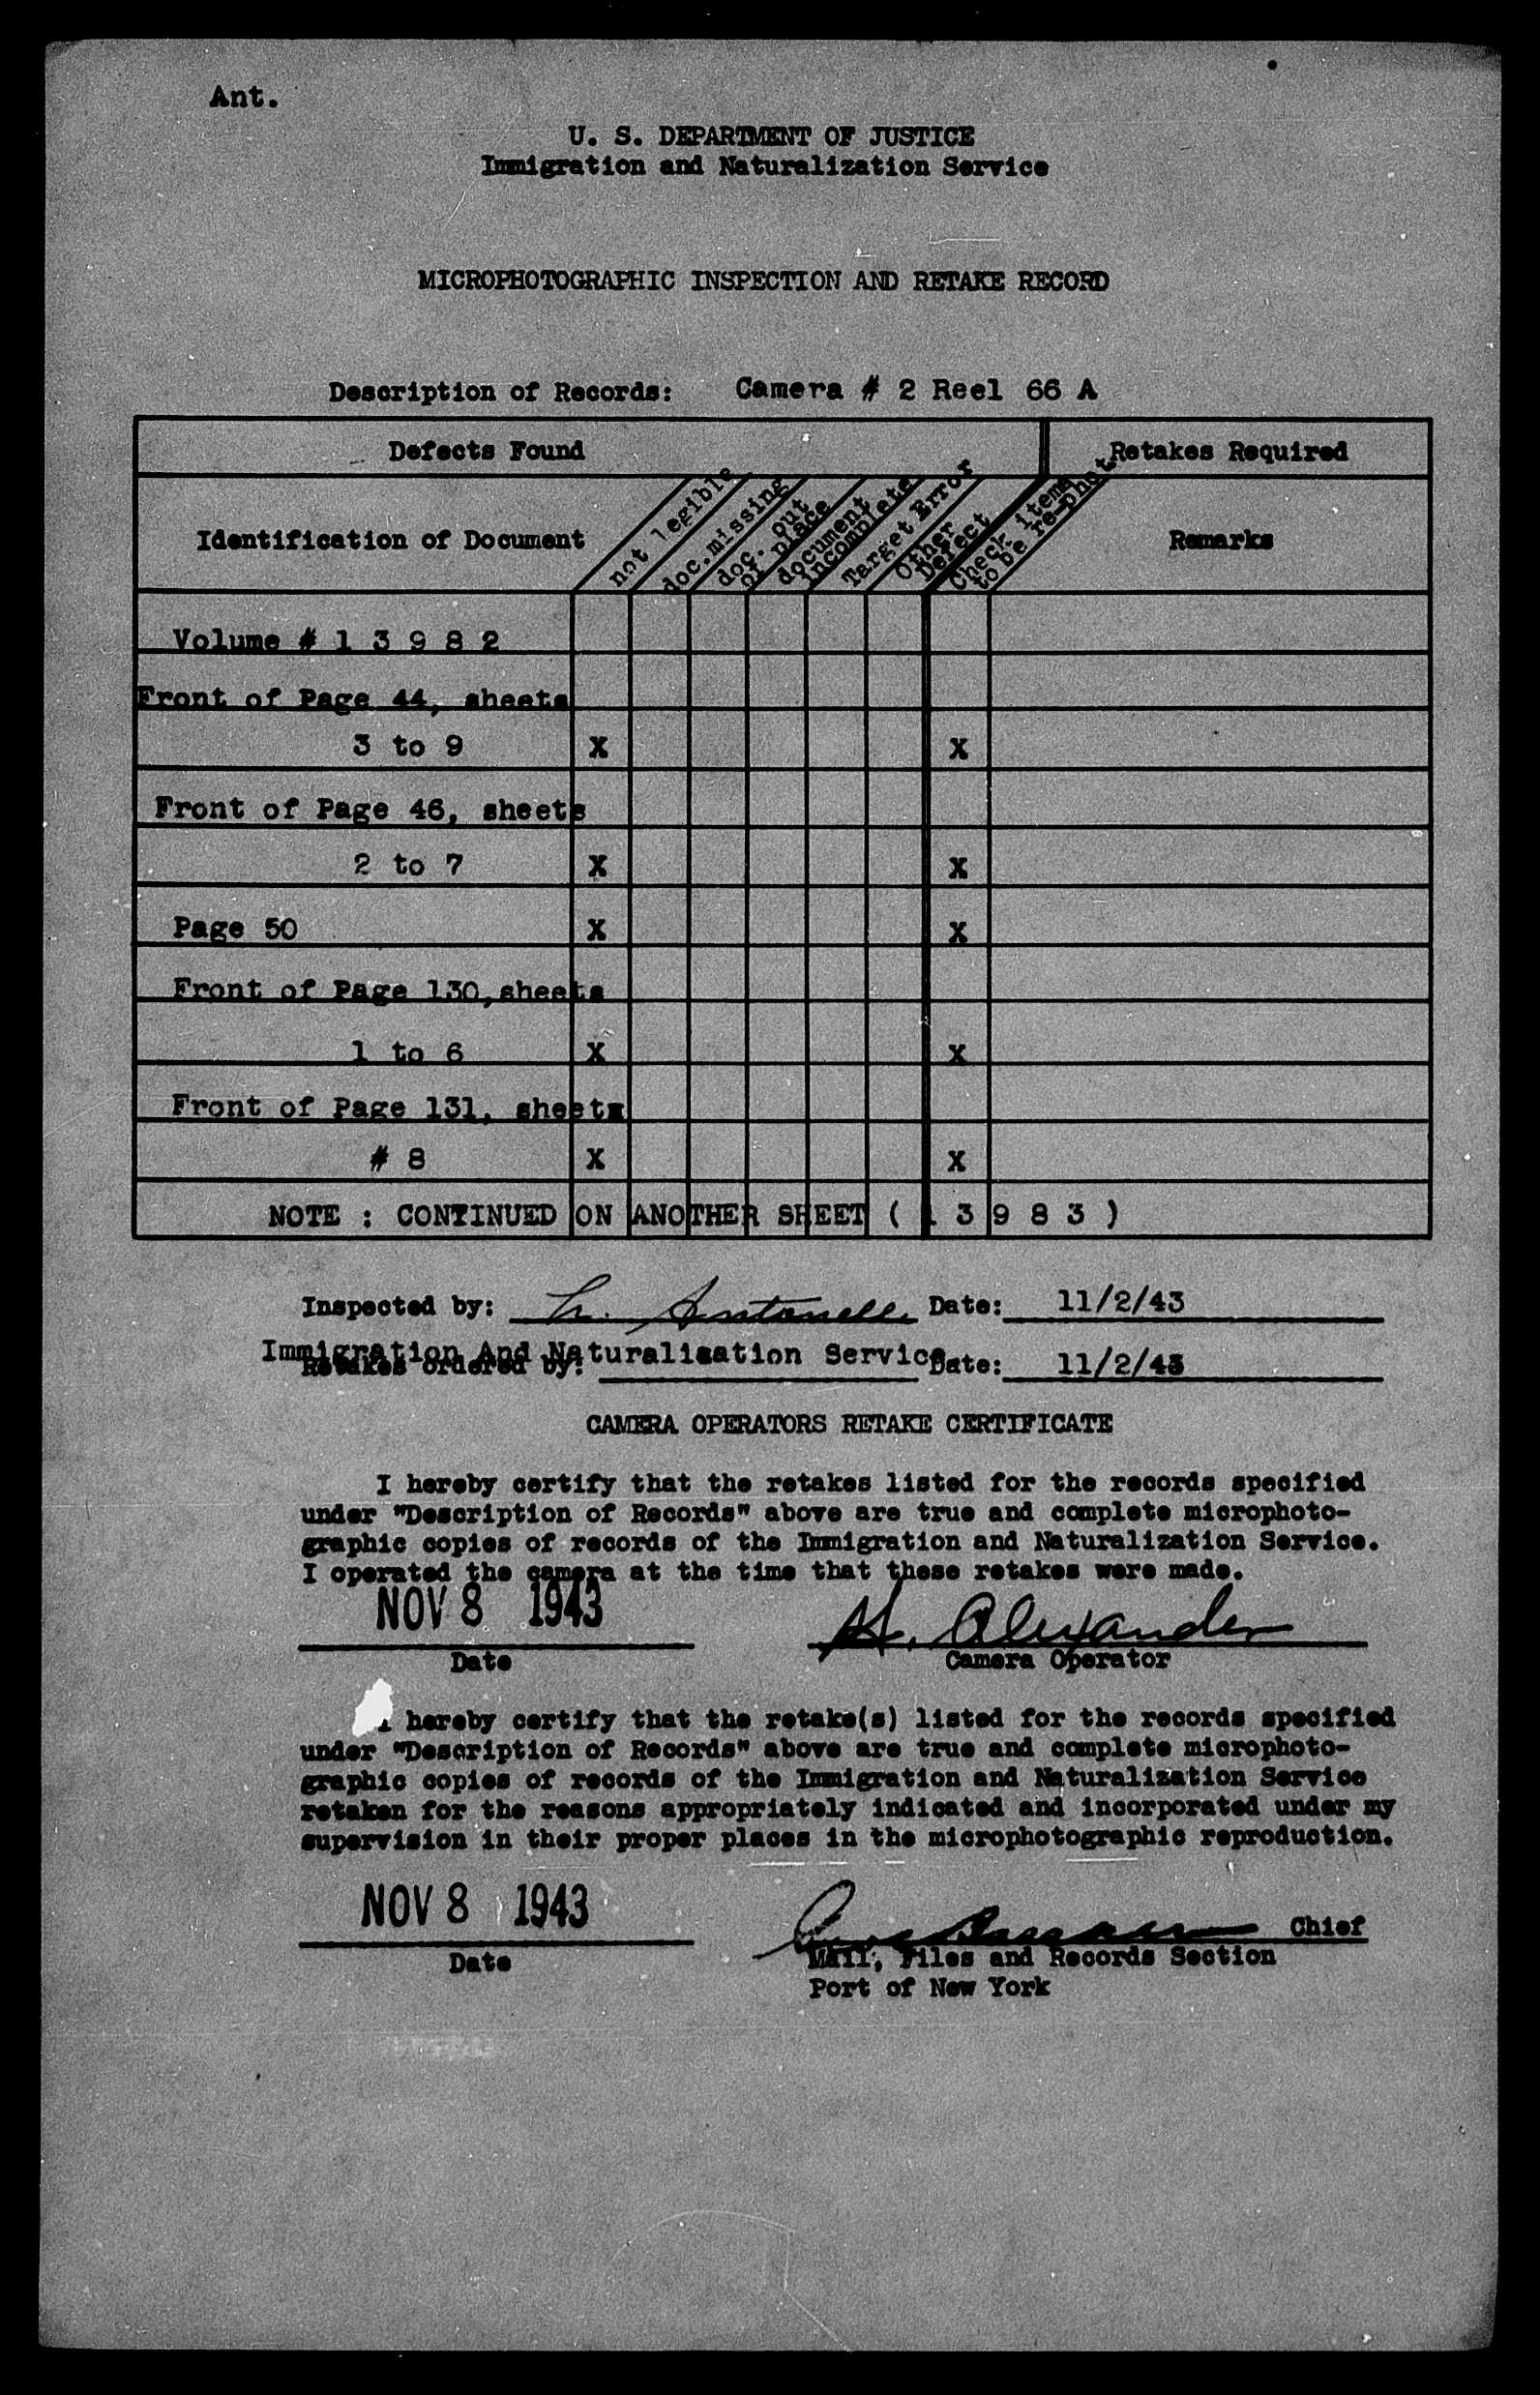 Ant.
U. S. DEPARTMENT OF JUSTICE
Immigration and Naturalization Service
MICROPHOTOGRAPHIC INSPECTION AND RETAKE RECORD
Description of Records: Camera # 2 Reel 66 A
Defects Found
Retakes Required
Identification of Document
not legible
doc.missing
doc. out
of place
document
incomplete
Target Error
Other
Defect
Check items
to be re-phot
Remarks
Volume # 1 3 9 8 2
Front of Page 44, sheets
3 to 9 X X
Front of Page 46, sheets
2 to 7 X X
Page 50 X X
Front of Page 130,sheets
1 to 6 X X
Front of Page 131, sheets
# 8 X X
NOTE : CONTINUED ON ANOTHER SHEET ( 1 3 9 8 3 )
Inspected by: Antonelli Date: 11/2/43
Immigration And Naturalization Service
Retakes ordered by: Date: 11/2/43
CAMERA OPERATORS RETAKE CERTIFICATE
I hereby certify that the retakes listed for the records specified
under "Description of Records" above are true and complete microphoto-
graphic copies of records of the Immigration and Naturalization Service.
I operated the camera at the time that these retakes were made.
NOV 8 1943
H. Alexander
Date
Camera Operator
I hereby certify that the retake(s) listed for the records specified
under "Description of Records" above are true and complete microphoto-
graphic copies of records of the Immigration and Naturalization Service
retaken for the reasons appropriately indicated and incorporated under my
supervision in their proper places in the microphotographic reproduction.
NOV 8 1943
Chief
Date
Mail, Files and Records Section
Port of New York